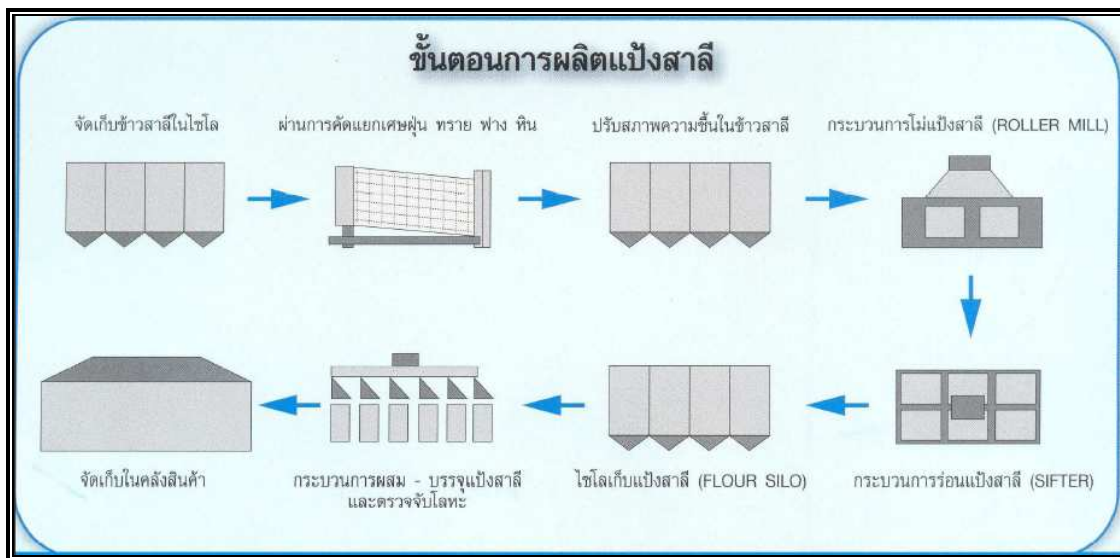 ขั้นตอนการผลิตแป้งสาลี
จัดเก็บข้าวสาลีในไซโล
ผ่านการคัดแยกเศษฝุ่น ทราย ฟาง หิน
ปรับสภาพความชื้นในข้าวสาลี
กระบวนการโม่แป้งสาลี (ROLLER MILL)
กระบวนการร่อนแป้งสาลี (SIFTER)
ไซโลเก็บแป้งสาลี (FLOUR SILO)
กระบวนการผสม - บรรจุแป้งสาลี
และตรวจจับโลหะ
จัดเก็บในคลังสินค้า